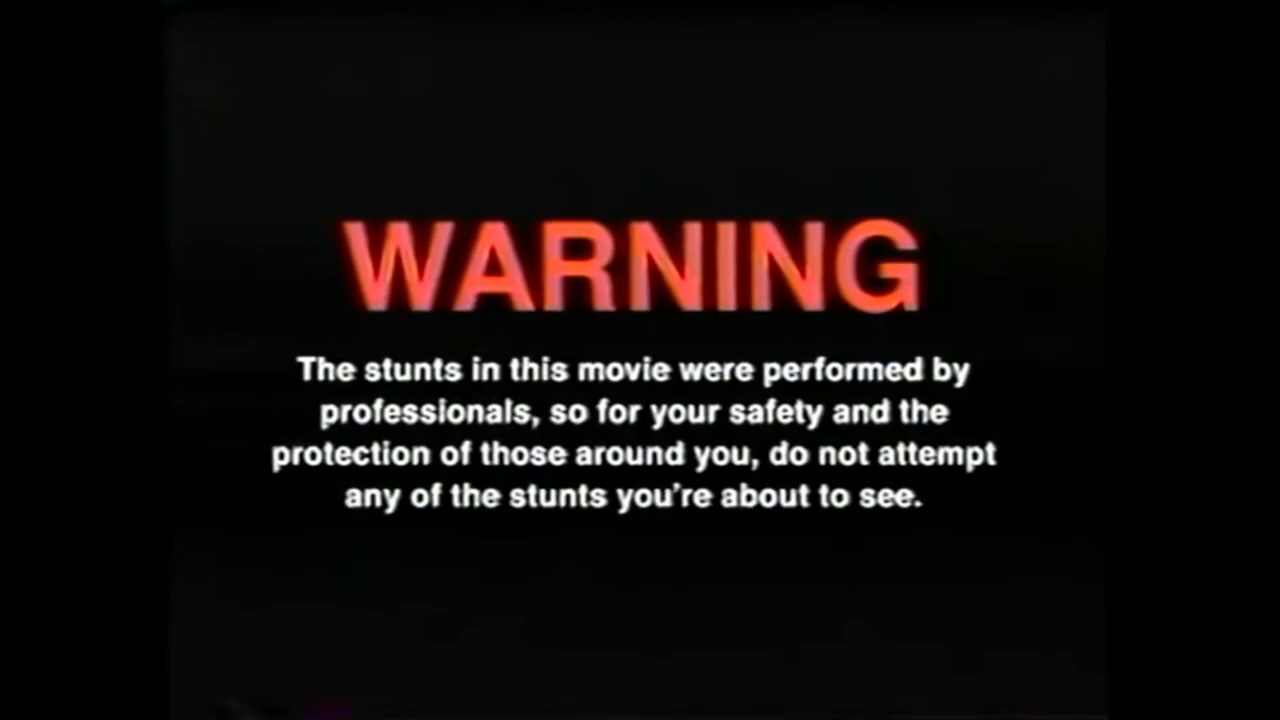 WARNING
The stunts in this movie were performed by
professionals, so for your safety and the
protection of those around you, do not attempt
any of the stunts you're about to see.